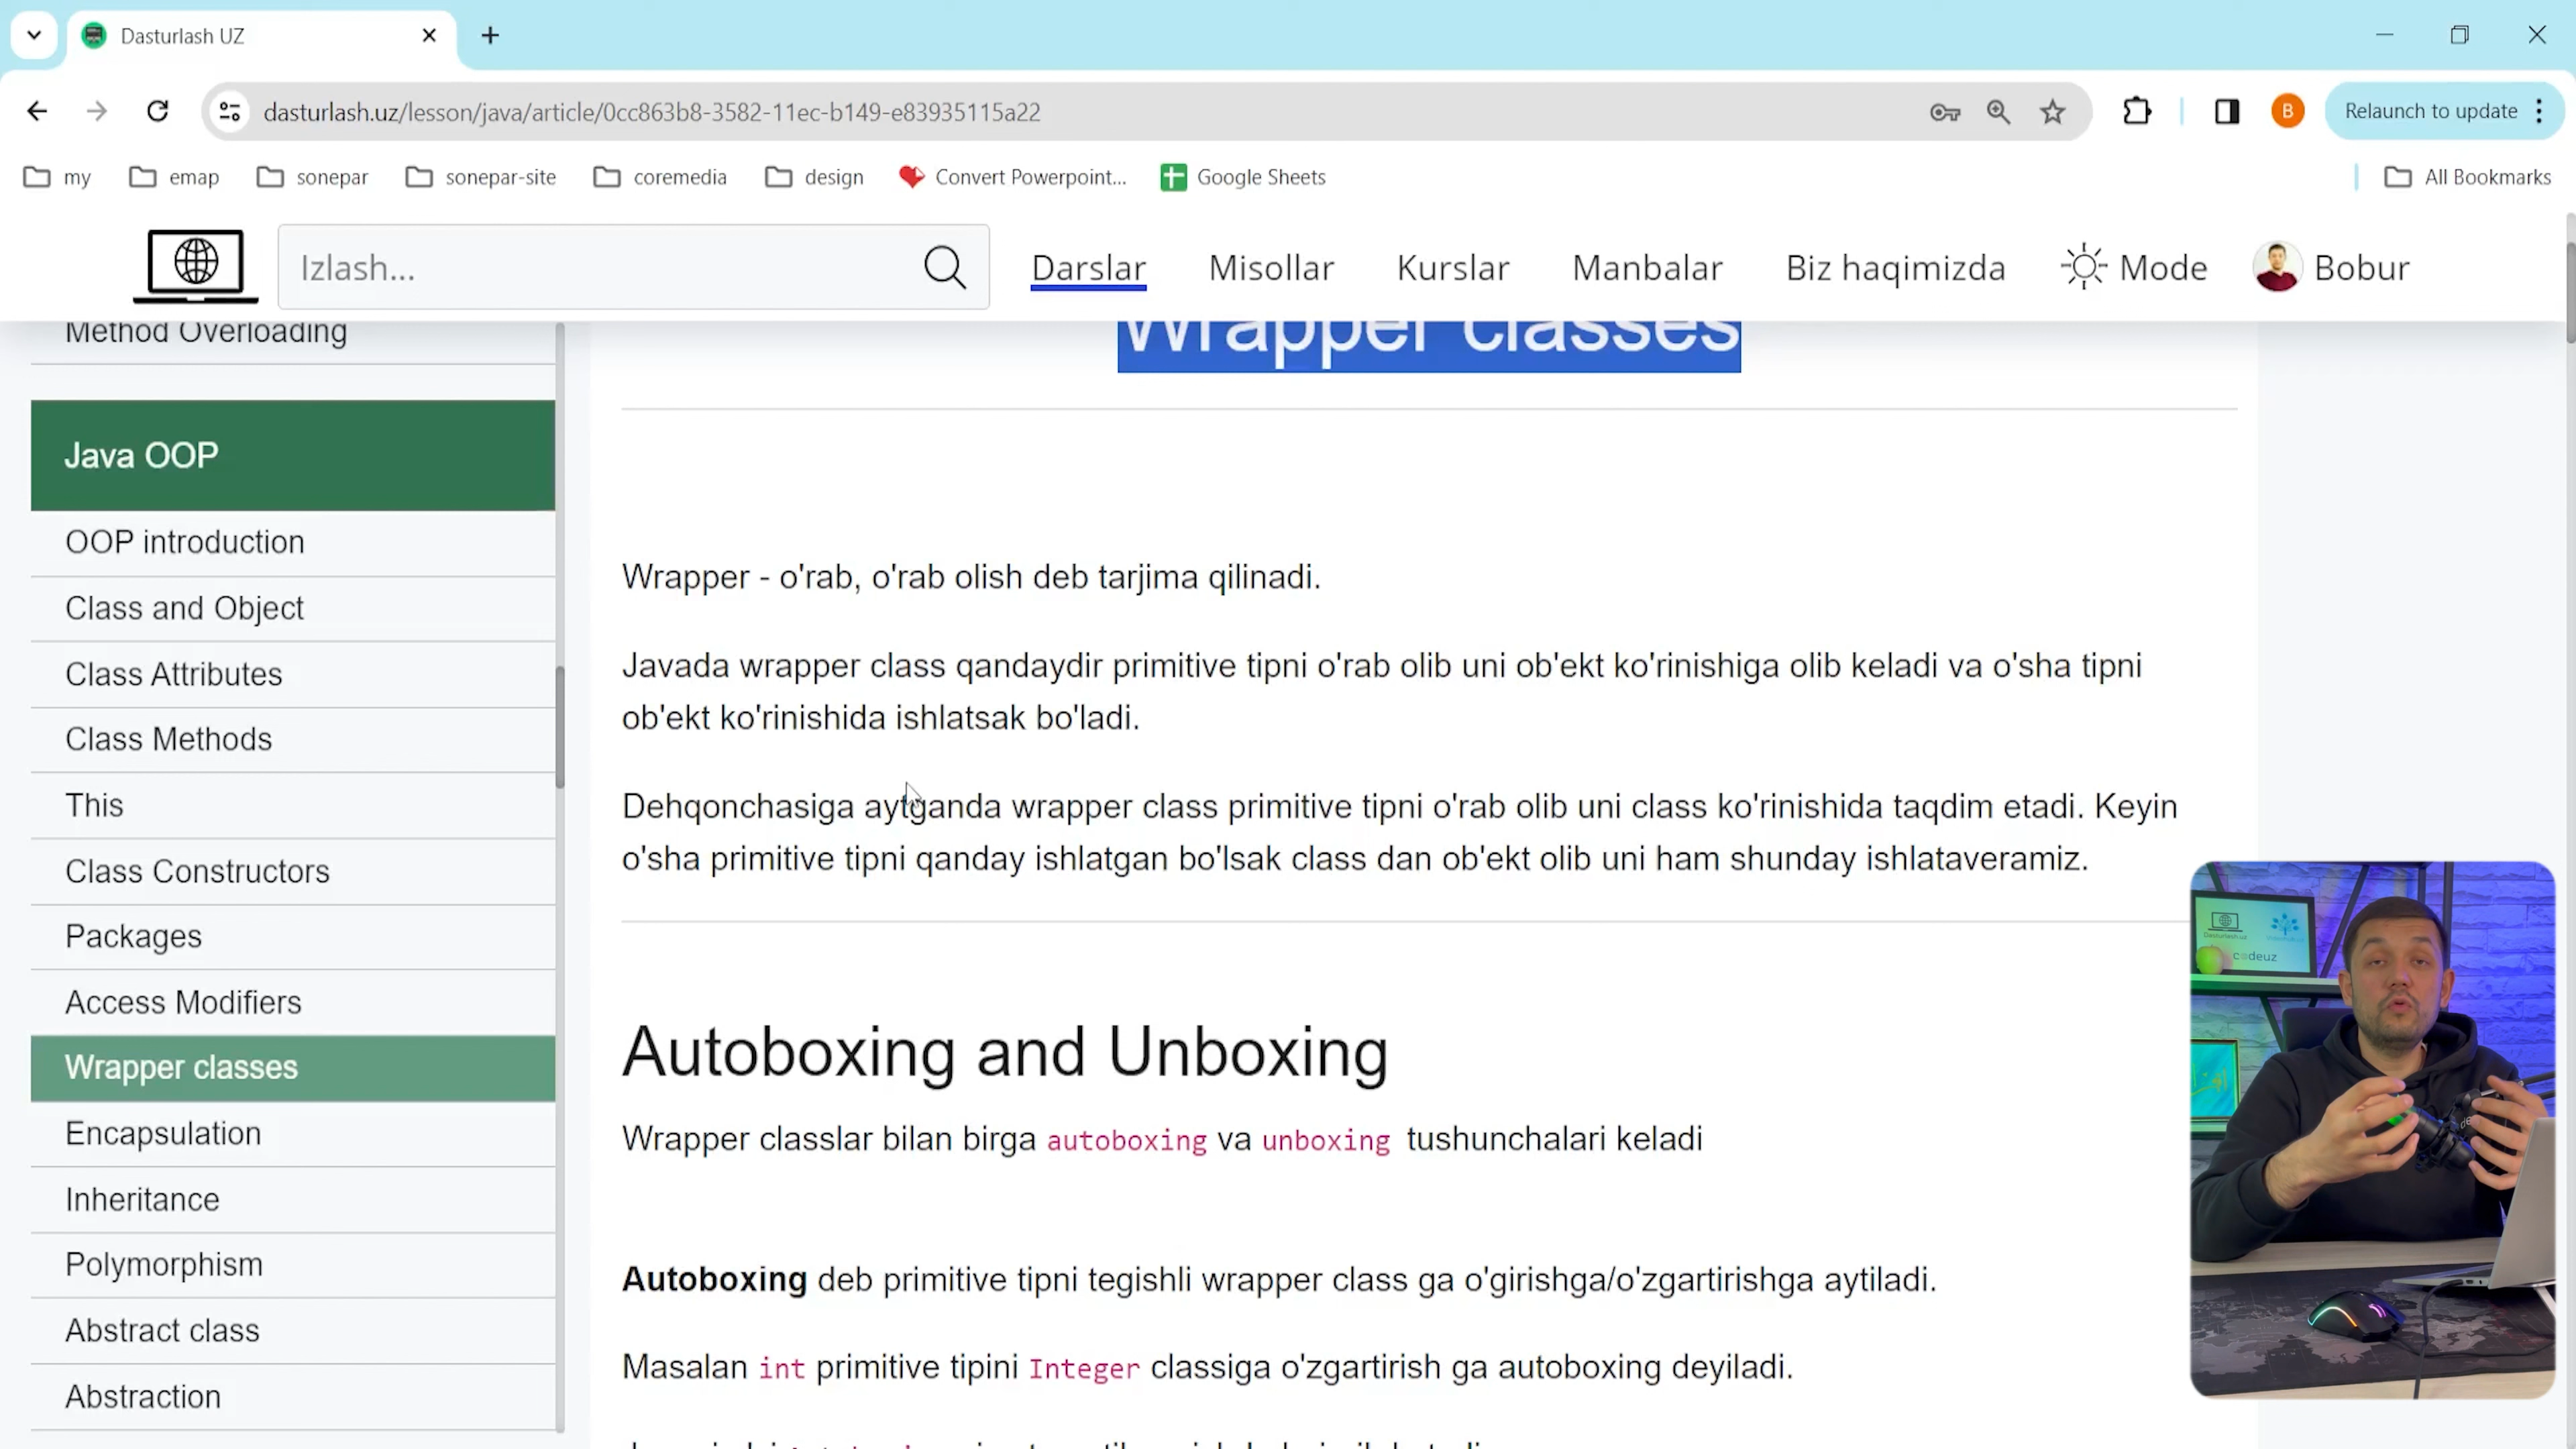 Dasturlash UZ
dasturlash.uz/lesson/java/article/0cc863b8-3582-11ec-b149-e83935115a22
B
Relaunch to update
my
emap
sonepar
sonepar-site
coremedia
design
Convert Powerpoint...
Google Sheets
All Bookmarks
Izlash...
Darslar
Misollar
Kurslar
Manbalar
Biz haqimizda
Mode
Bobur
Method Overloading
Java OOP
OOP introduction
Class and Object
Class Attributes
Class Methods
This
Class Constructors
Packages
Access Modifiers
Wrapper classes
Encapsulation
Inheritance
Polymorphism
Abstract class
Abstraction
Wrapper classes
Wrapper - o'rab, o'rab olish deb tarjima qilinadi.
Javada wrapper class qandaydir primitive tipni o'rab olib uni ob'ekt ko'rinishiga olib keladi va o'sha tipni
ob'ekt ko'rinishida ishlatsak bo'ladi.
Dehqonchasiga aytganda wrapper class primitive tipni o'rab olib uni class ko'rinishida taqdim etadi. Keyin
o'sha primitive tipni qanday ishlatgan bo'lsak class dan ob'ekt olib uni ham shunday ishlataveramiz.
Autoboxing and Unboxing
Wrapper classlar bilan birga autoboxing va unboxing tushunchalari keladi
Autoboxing deb primitive tipni tegishli wrapper class ga o'girishga/o'zgartirishga aytiladi.
Masalan int primitive tipini Integer classiga o'zgartirish ga autoboxing deyiladi.
Dasturlash.uz
codeuz